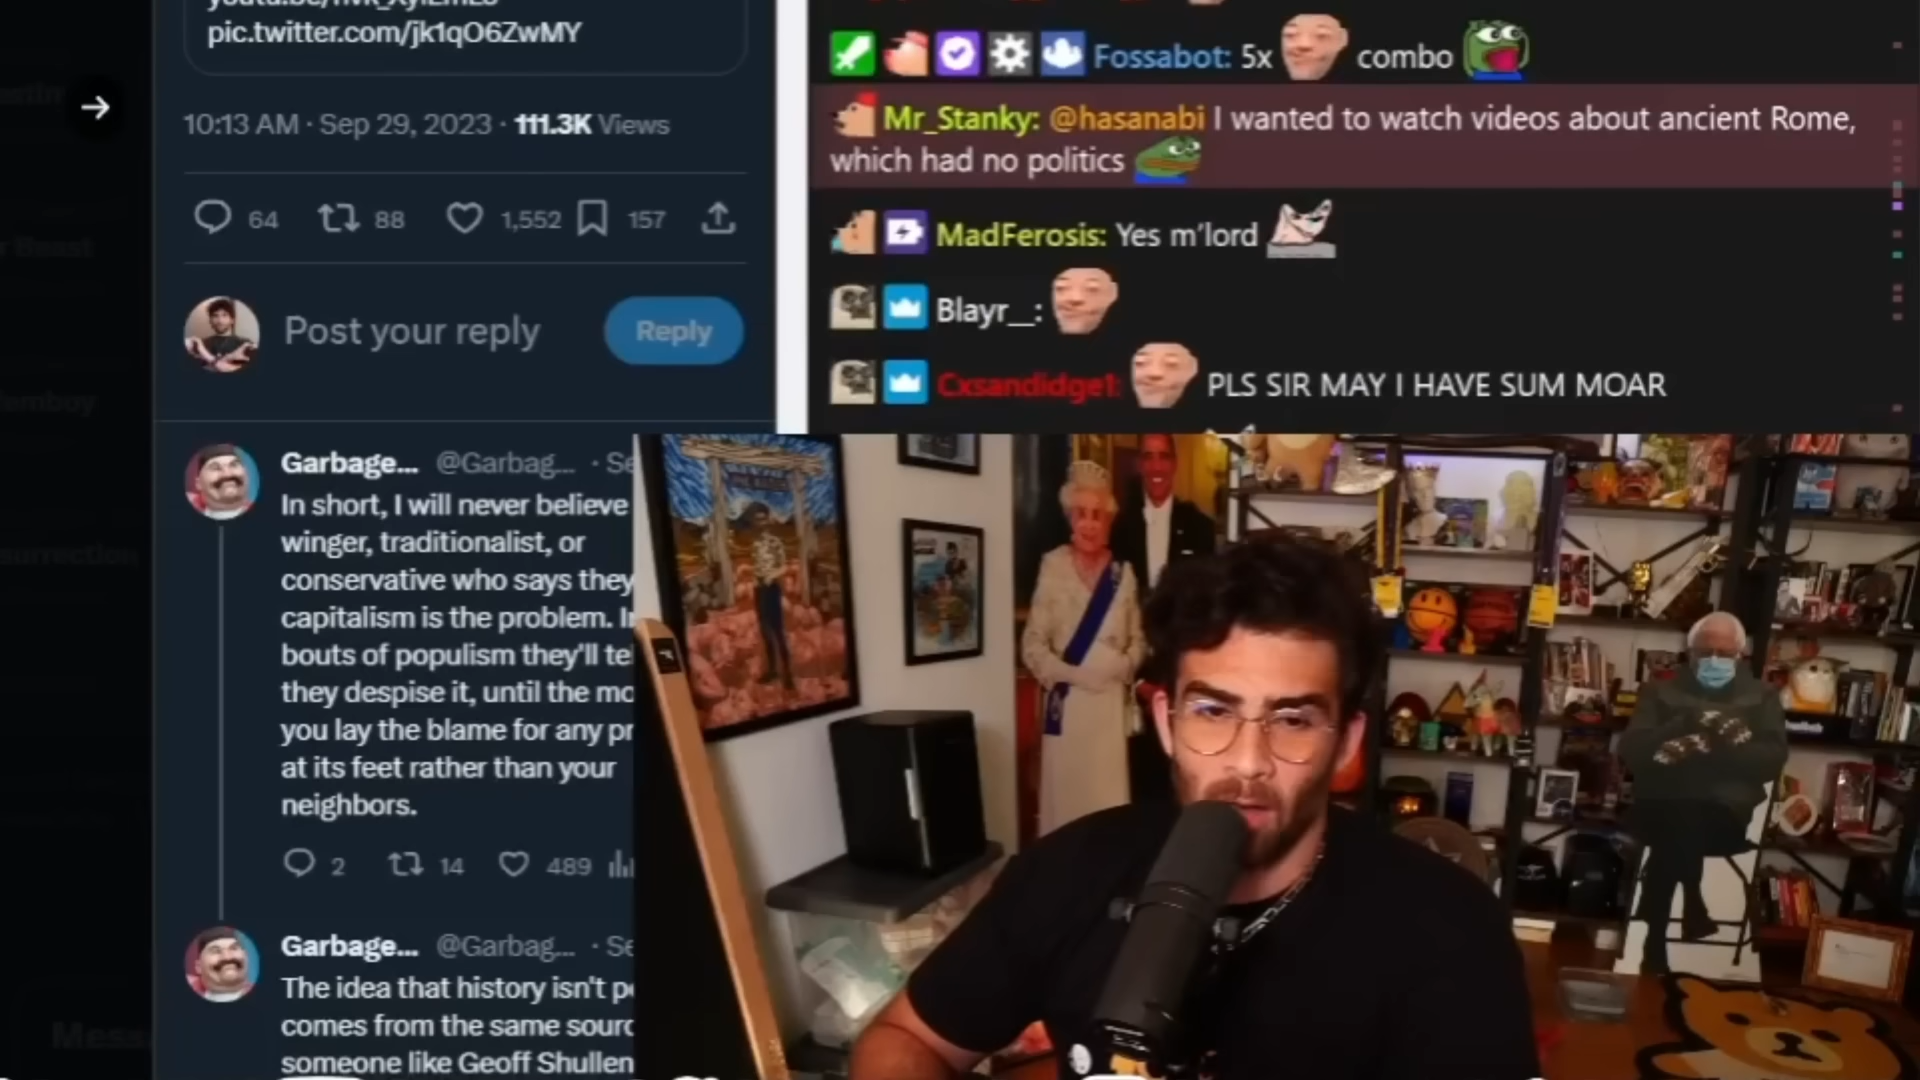 pic.twitter.com/jk1qO6ZwMY
10:13 AM · Sep 29, 2023 · 111.3K Views
64 88 1,552 157
Post your reply Reply
Garbage... @Garbag... ·
In short, I will never believe
winger, traditionalist, or
conservative who says they
capitalism is the problem.
bouts of populism they'll
they despise it, until the
you lay the blame for any
at its feet rather than your
neighbors.
2 14 489
Garbage... @Garbag... ·
The idea that history isn't
comes from the same
someone like Geoff
Fossabot: 5x combo
Mr_Stanky: @hasanabi I wanted to watch videos about ancient Rome,
which had no politics
MadFerosis: Yes m'lord
Blayr__:
Cxsandidge1: PLS SIR MAY I HAVE SUM MOAR